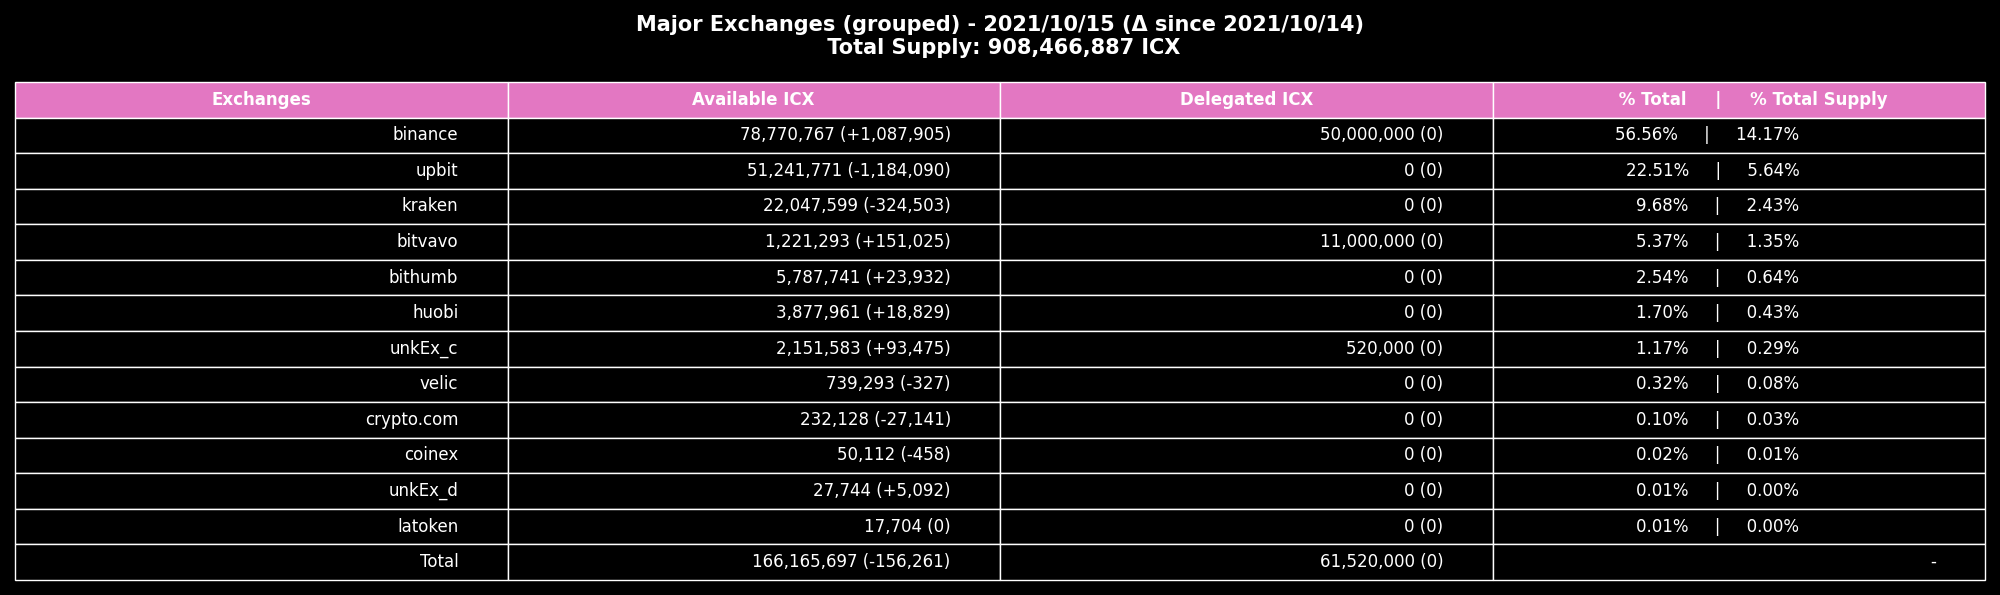 Major Exchanges (grouped) - 2021/10/15 (Δ since 2021/10/14)
Total Supply: 908,466,887 ICX
Exchanges Available ICX Delegated ICX % Total | % Total Supply
binance 78,770,767 (+1,087,905) 50,000,000 (0) 56.56% | 14.17%
upbit 51,241,771 (-1,184,090) 0 (0) 22.51% | 5.64%
kraken 22,047,599 (-324,503) 0 (0) 9.68% | 2.43%
bitvavo 1,221,293 (+151,025) 11,000,000 (0) 5.37% | 1.35%
bithumb 5,787,741 (+23,932) 0 (0) 2.54% | 0.64%
huobi 3,877,961 (+18,829) 0 (0) 1.70% | 0.43%
unkEx_c 2,151,583 (+93,475) 520,000 (0) 1.17% | 0.29%
velic 739,293 (-327) 0 (0) 0.32% | 0.08%
crypto.com 232,128 (-27,141) 0 (0) 0.10% | 0.03%
coinex 50,112 (-458) 0 (0) 0.02% | 0.01%
unkEx_d 27,744 (+5,092) 0 (0) 0.01% | 0.00%
latoken 17,704 (0) 0 (0) 0.01% | 0.00%
Total 166,165,697 (-156,261) 61,520,000 (0) -